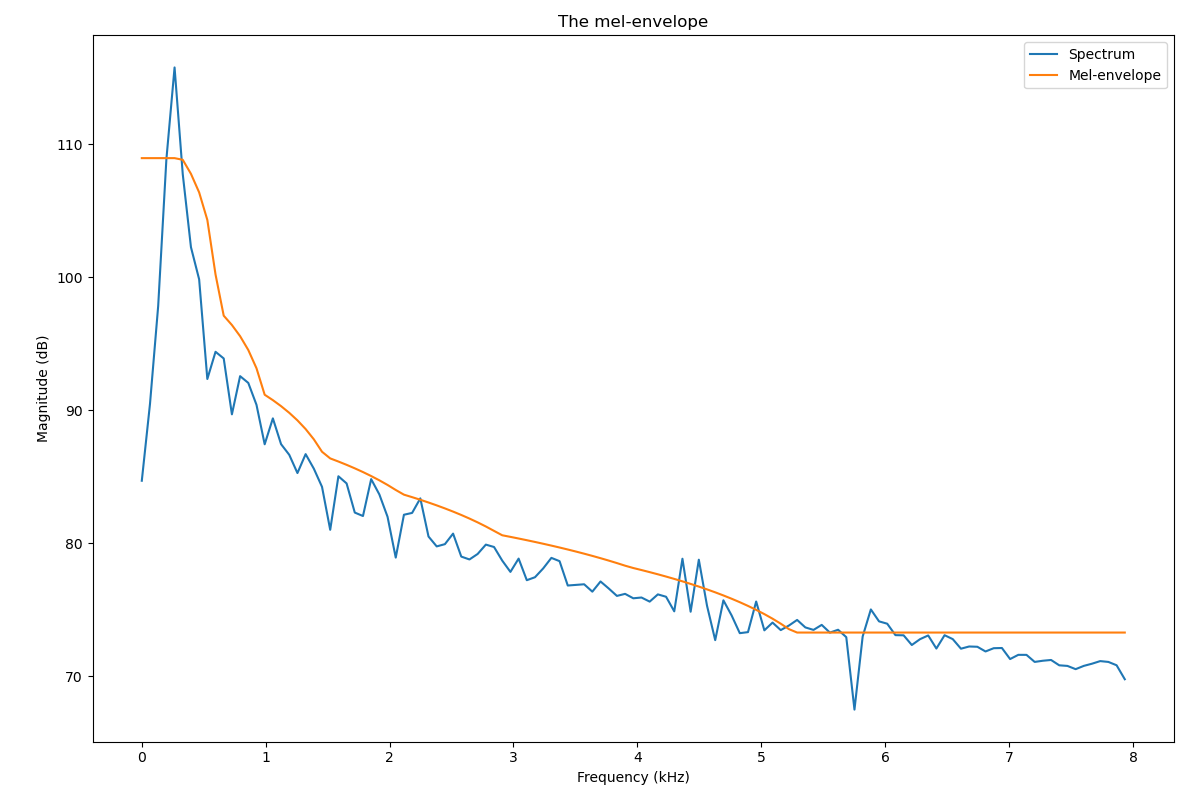 The mel-envelope
Spectrum
Mel-envelope
Magnitude (dB)
110
100
90
80
70
0 1 2 3 4 5 6 7 8
Frequency (kHz)